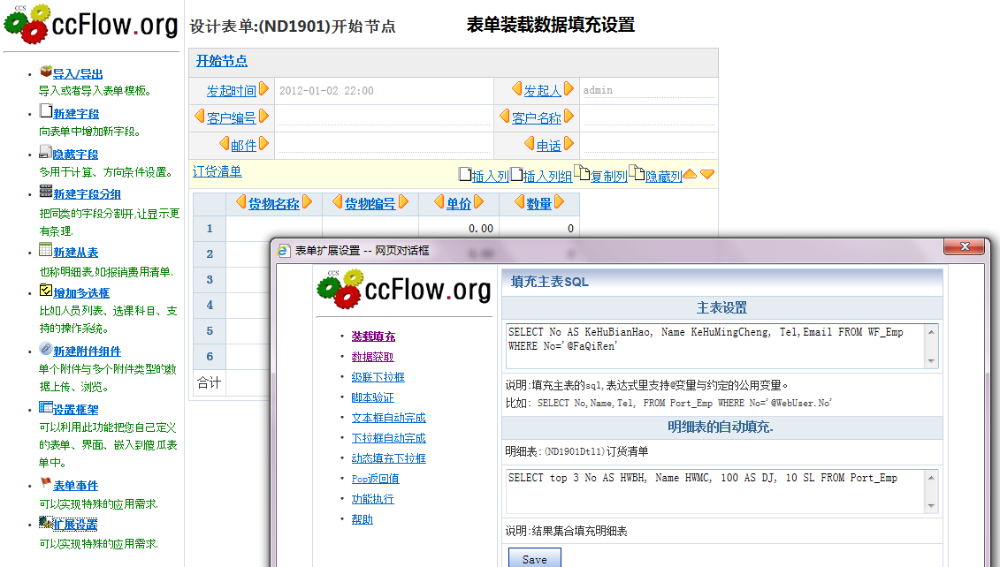 CCS
ccFlow.org
导入/导出
导入或者导入表单模板。
新建字段
向表单中增加新字段。
隐藏字段
多用于计算、方向条件设置。
新建字段分组
把同类的字段分割开,让显示更
有条理.
新建从表
也称明细表,如报销费用清单.
增加多选框
比如人员列表、选课科目、支
持的操作系统。
新建附件组件
单个附件与多个附件类型的数
据上传、浏览。
设置框架
可以利用此功能把您自己定义
的表单、界面、嵌入到傻瓜表
单中。
表单事件
可以实现特殊的应用需求.
扩展设置
可以实现特殊的应用需求.
设计表单:(ND1901)开始节点
表单装载数据填充设置
开始节点
发起时间 2012-01-02 22:00 发起人 admin
客户编号 客户名称
邮件 电话
订货清单 插入列 插入列组 复制列 隐藏列
货物名称 货物编号 单价 数量
1 0.00 0
2 0.00 0
3
4
5
6
合计
表单扩展设置 -- 网页对话框
CCS
ccFlow.org
装载填充
数据获取
级联下拉框
脚本验证
文本框自动完成
下拉框自动完成
动态填充下拉框
Pop返回值
功能执行
帮助
填充主表SQL
主表设置
SELECT No AS KeHuBianHao, Name KeHuMingCheng, Tel,Email FROM WF_Emp
WHERE No='@FaQiRen'
说明:填充主表的sql,表达式里支持@变量与约定的公用变量。
比如: SELECT No,Name,Tel, FROM Port_Emp WHERE No='@WebUser.No'
明细表的自动填充.
明细表:(ND1901Dtl1)订货清单
SELECT top 3 No AS HWBH, Name HWMC, 100 AS DJ, 10 SL FROM Port_Emp
说明:结果集合填充明细表
Save